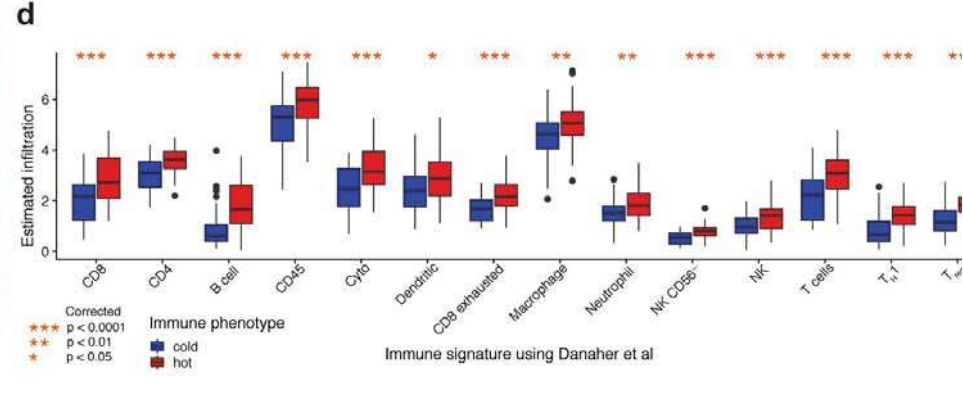 d
*** *** *** *** *** * *** ** ** *** *** *** *** **
Estimated infiltration
6
4
2
0
CD8 CD4 B cell CD45 Cyto Dendritic CD8 exhausted Macrophage Neutrophil NK CD56⁻ NK T cells T_H1
Corrected
*** p < 0.0001
** p < 0.01
* p < 0.05
Immune phenotype
cold
hot
Immune signature using Danaher et al